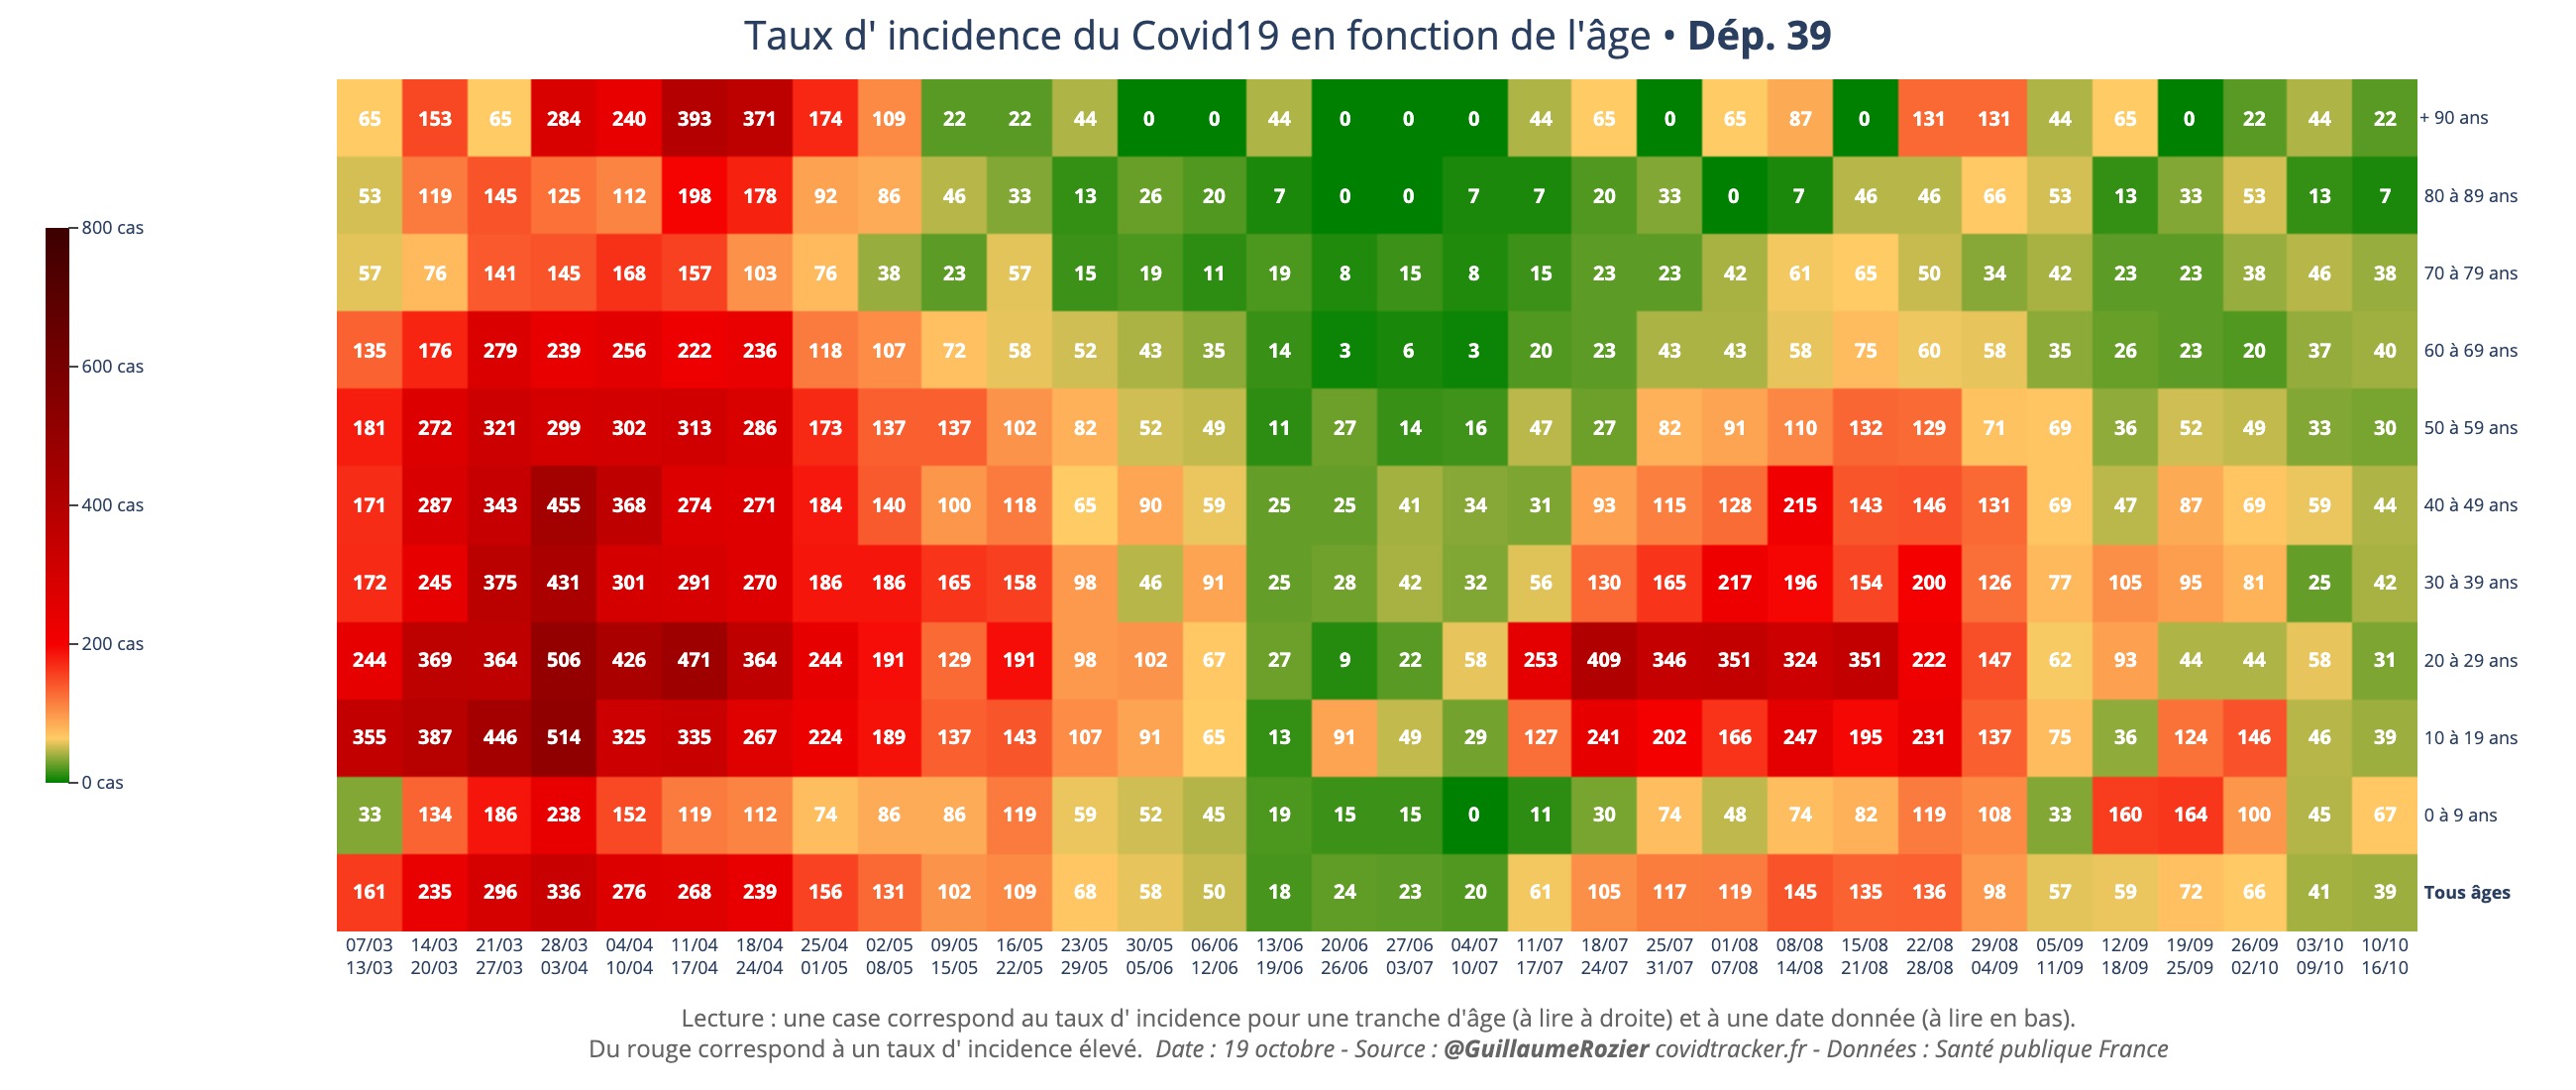 Taux d' incidence du Covid19 en fonction de l'âge • Dép. 39
800 cas
600 cas
400 cas
200 cas
0 cas
65 153 65 284 240 393 371 174 109 22 22 44 0 0 44 0 0 0 44 65 0 65 87 0 131 131 44 65 0 22 44 22 + 90 ans
53 119 145 125 112 198 178 92 86 46 33 13 26 20 7 0 0 7 7 20 33 0 7 46 46 66 53 13 33 53 13 7 80 à 89 ans
57 76 141 145 168 157 103 76 38 23 57 15 19 11 19 8 15 8 15 23 23 42 61 65 50 34 42 23 23 38 46 38 70 à 79 ans
135 176 279 239 256 222 236 118 107 72 58 52 43 35 14 3 6 3 20 23 43 43 58 75 60 58 35 26 23 20 37 40 60 à 69 ans
181 272 321 299 302 313 286 173 137 137 102 82 52 49 11 27 14 16 47 27 82 91 110 132 129 71 69 36 52 49 33 30 50 à 59 ans
171 287 343 455 368 274 271 184 140 100 118 65 90 59 25 25 41 34 31 93 115 128 215 143 146 131 69 47 87 69 59 44 40 à 49 ans
172 245 375 431 301 291 270 186 186 165 158 98 46 91 25 28 42 32 56 130 165 217 196 154 200 126 77 105 95 81 25 42 30 à 39 ans
244 369 364 506 426 471 364 244 191 129 191 98 102 67 27 9 22 58 253 409 346 351 324 351 222 147 62 93 44 44 58 31 20 à 29 ans
355 387 446 514 325 335 267 224 189 137 143 107 91 65 13 91 49 29 127 241 202 166 247 195 231 137 75 36 124 146 46 39 10 à 19 ans
33 134 186 238 152 119 112 74 86 86 119 59 52 45 19 15 15 0 11 30 74 48 74 82 119 108 33 160 164 100 45 67 0 à 9 ans
161 235 296 336 276 268 239 156 131 102 109 68 58 50 18 24 23 20 61 105 117 119 145 135 136 98 57 59 72 66 41 39 Tous âges
07/03 14/03 21/03 28/03 04/04 11/04 18/04 25/04 02/05 09/05 16/05 23/05 30/05 06/06 13/06 20/06 27/06 04/07 11/07 18/07 25/07 01/08 08/08 15/08 22/08 29/08 05/09 12/09 19/09 26/09 03/10 10/10
13/03 20/03 27/03 03/04 10/04 17/04 24/04 01/05 08/05 15/05 22/05 29/05 05/06 12/06 19/06 26/06 03/07 10/07 17/07 24/07 31/07 07/08 14/08 21/08 28/08 04/09 11/09 18/09 25/09 02/10 09/10 16/10
Lecture : une case correspond au taux d' incidence pour une tranche d'âge (à lire à droite) et à une date donnée (à lire en bas).
Du rouge correspond à un taux d' incidence élevé. Date : 19 octobre - Source : @GuillaumeRozier covidtracker.fr - Données : Santé publique France